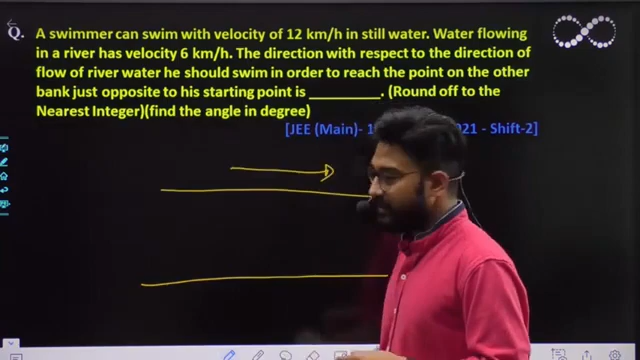 Q. A swimmer can swim with velocity of 12 km/h in still water. Water flowing
in a river has velocity 6 km/h. The direction with respect to the direction of
flow of river water he should swim in order to reach the point on the other
bank just opposite to his starting point is _________. (Round off to the
Nearest Integer)(find the angle in degree)
[JEE (Main)- 1 021 - Shift-2]